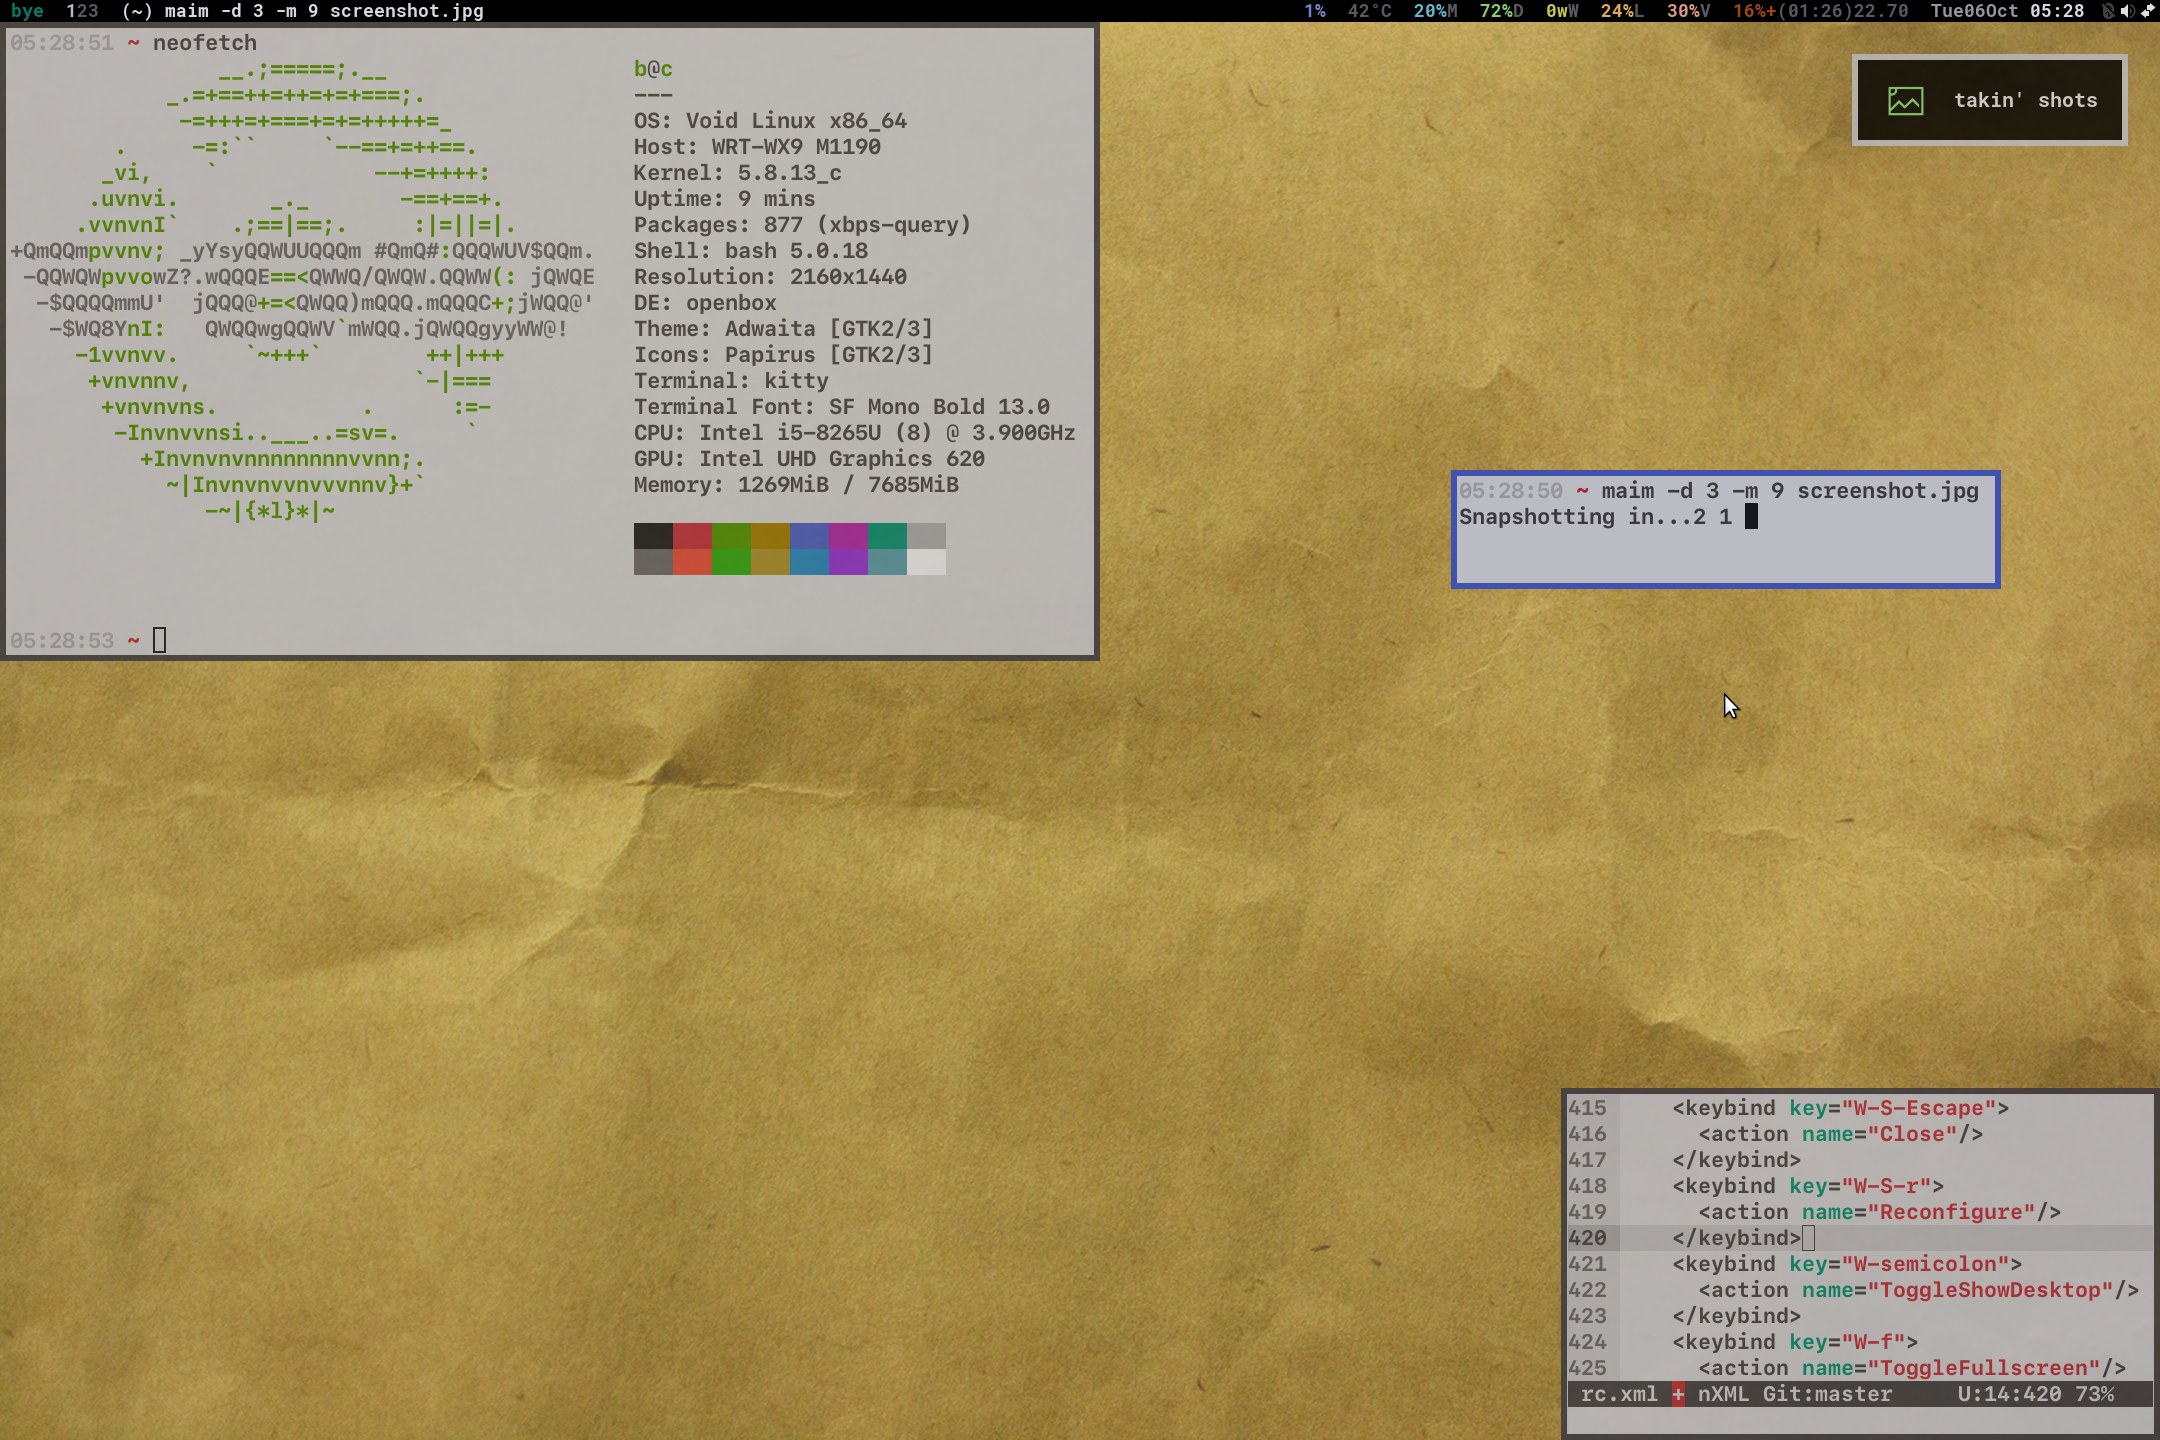 bye 123 (~) maim -d 3 -m 9 screenshot.jpg 1% 42°C 20%M 72%D 0wW 24%L 30%V 16%+(01:26)22.70 Tue06Oct 05:28
05:28:51 ~ neofetch
__.;=====;.__
_.=+==++=++=+=+===;.
-=+++=+===+=+=+++++=_
. -=:`` `--==+=++==.
_vi, ` --+=++++:
.uvnvi. _._ -==+==+.
.vvnvnI` .;==|==;. :|=||=|.
+QmQQmpvvnv; _yYsyQQWUUQQQm #QmQ#:QQQWUV$QQm.
-QQWQWpvvowZ?.wQQQE==<QWWQ/QWQW.QQWW(: jQWQE
-$QQQQmmU' jQQQ@+=<QWQQ)mQQQ.mQQQC+;jWQQ@'
-$WQ8YnI: QWQQwgQQWV`mWQQ.jQWQQgyyWW@!
-1vvnvv. `~+++` ++|+++
+vnvnnv, `-|===
+vnvnvns. . :=-
-Invnvvnsi..___..=sv=. `
+Invnvnvnnnnnnnnvvnn;.
~|Invnvnvvnvvvnnv}+`
-~|{*l}*|~
b@c
---
OS: Void Linux x86_64
Host: WRT-WX9 M1190
Kernel: 5.8.13_c
Uptime: 9 mins
Packages: 877 (xbps-query)
Shell: bash 5.0.18
Resolution: 2160x1440
DE: openbox
Theme: Adwaita [GTK2/3]
Icons: Papirus [GTK2/3]
Terminal: kitty
Terminal Font: SF Mono Bold 13.0
CPU: Intel i5-8265U (8) @ 3.900GHz
GPU: Intel UHD Graphics 620
Memory: 1269MiB / 7685MiB
05:28:53 ~
takin' shots
05:28:50 ~ maim -d 3 -m 9 screenshot.jpg
Snapshotting in...2 1
415 <keybind key="W-S-Escape">
416 <action name="Close"/>
417 </keybind>
418 <keybind key="W-S-r">
419 <action name="Reconfigure"/>
420 </keybind>
421 <keybind key="W-semicolon">
422 <action name="ToggleShowDesktop"/>
423 </keybind>
424 <keybind key="W-f">
425 <action name="ToggleFullscreen"/>
rc.xml + nXML Git:master U:14:420 73%